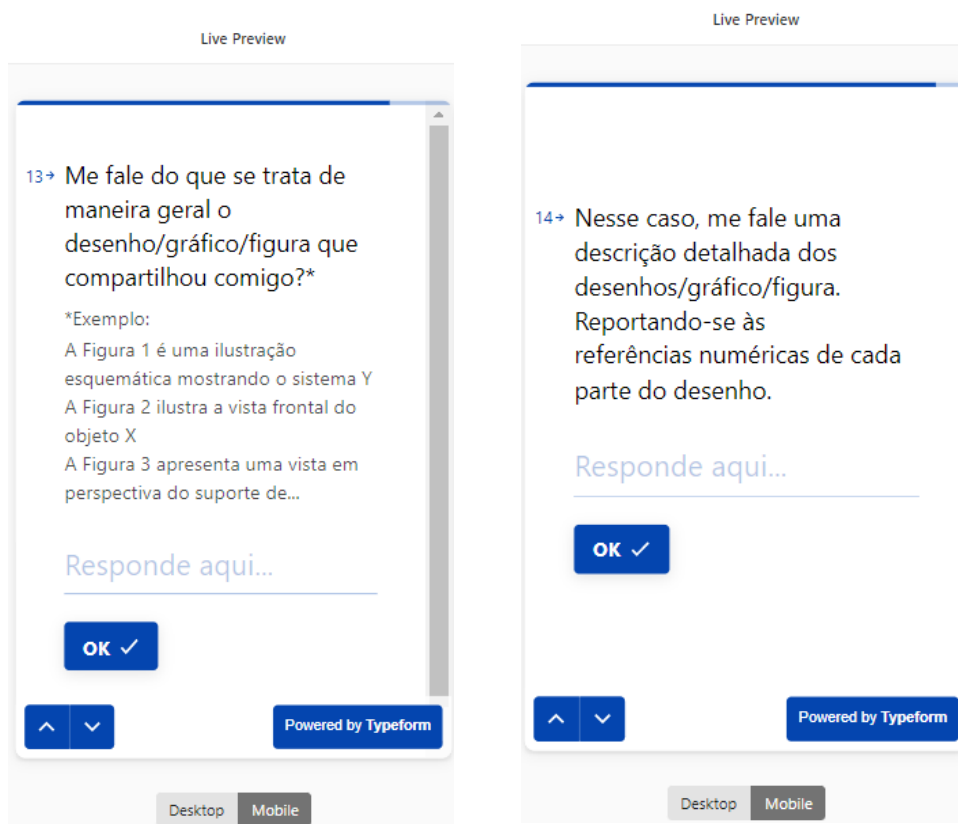 Live Preview
13→ Me fale do que se trata de
maneira geral o
desenho/gráfico/figura que
compartilhou comigo?*
*Exemplo:
A Figura 1 é uma ilustração
esquemática mostrando o sistema Y
A Figura 2 ilustra a vista frontal do
objeto X
A Figura 3 apresenta uma vista em
perspectiva do suporte de...
Responde aqui...
OK ✓
Powered by Typeform
Desktop Mobile
Live Preview
14→ Nesse caso, me fale uma
descrição detalhada dos
desenhos/gráfico/figura.
Reportando-se às
referências numéricas de cada
parte do desenho.
Responde aqui...
OK ✓
Powered by Typeform
Desktop Mobile